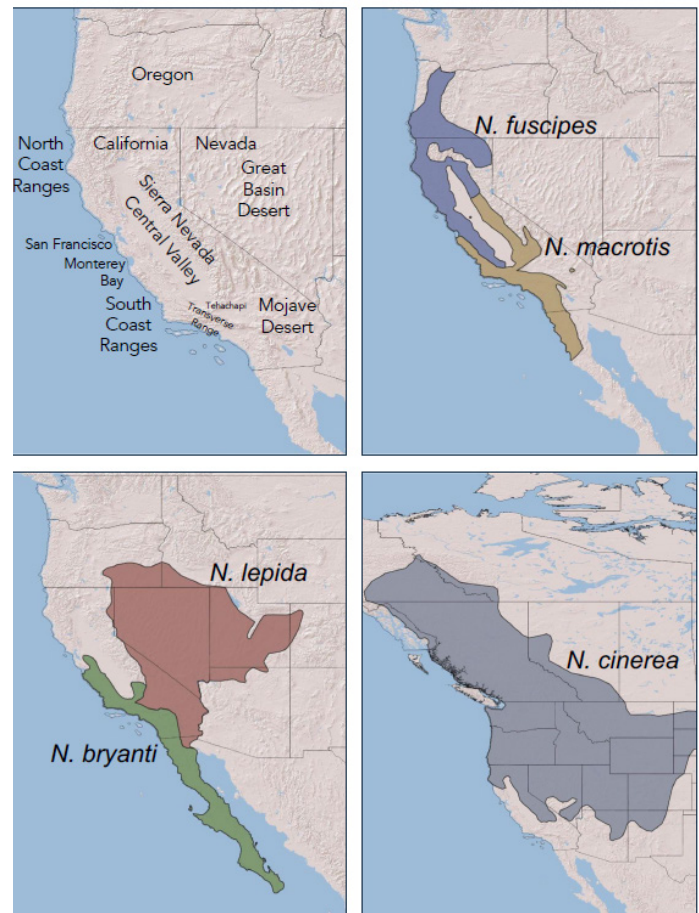 Oregon
North
Coast
Ranges
California
Nevada
Great
Basin
Desert
Sierra Nevada
Central Valley
San Francisco
Monterey
Bay
South
Coast
Ranges
Tehachapi
Transverse
Range
Mojave
Desert
N. fuscipes
N. macrotis
N. lepida
N. bryanti
N. cinerea